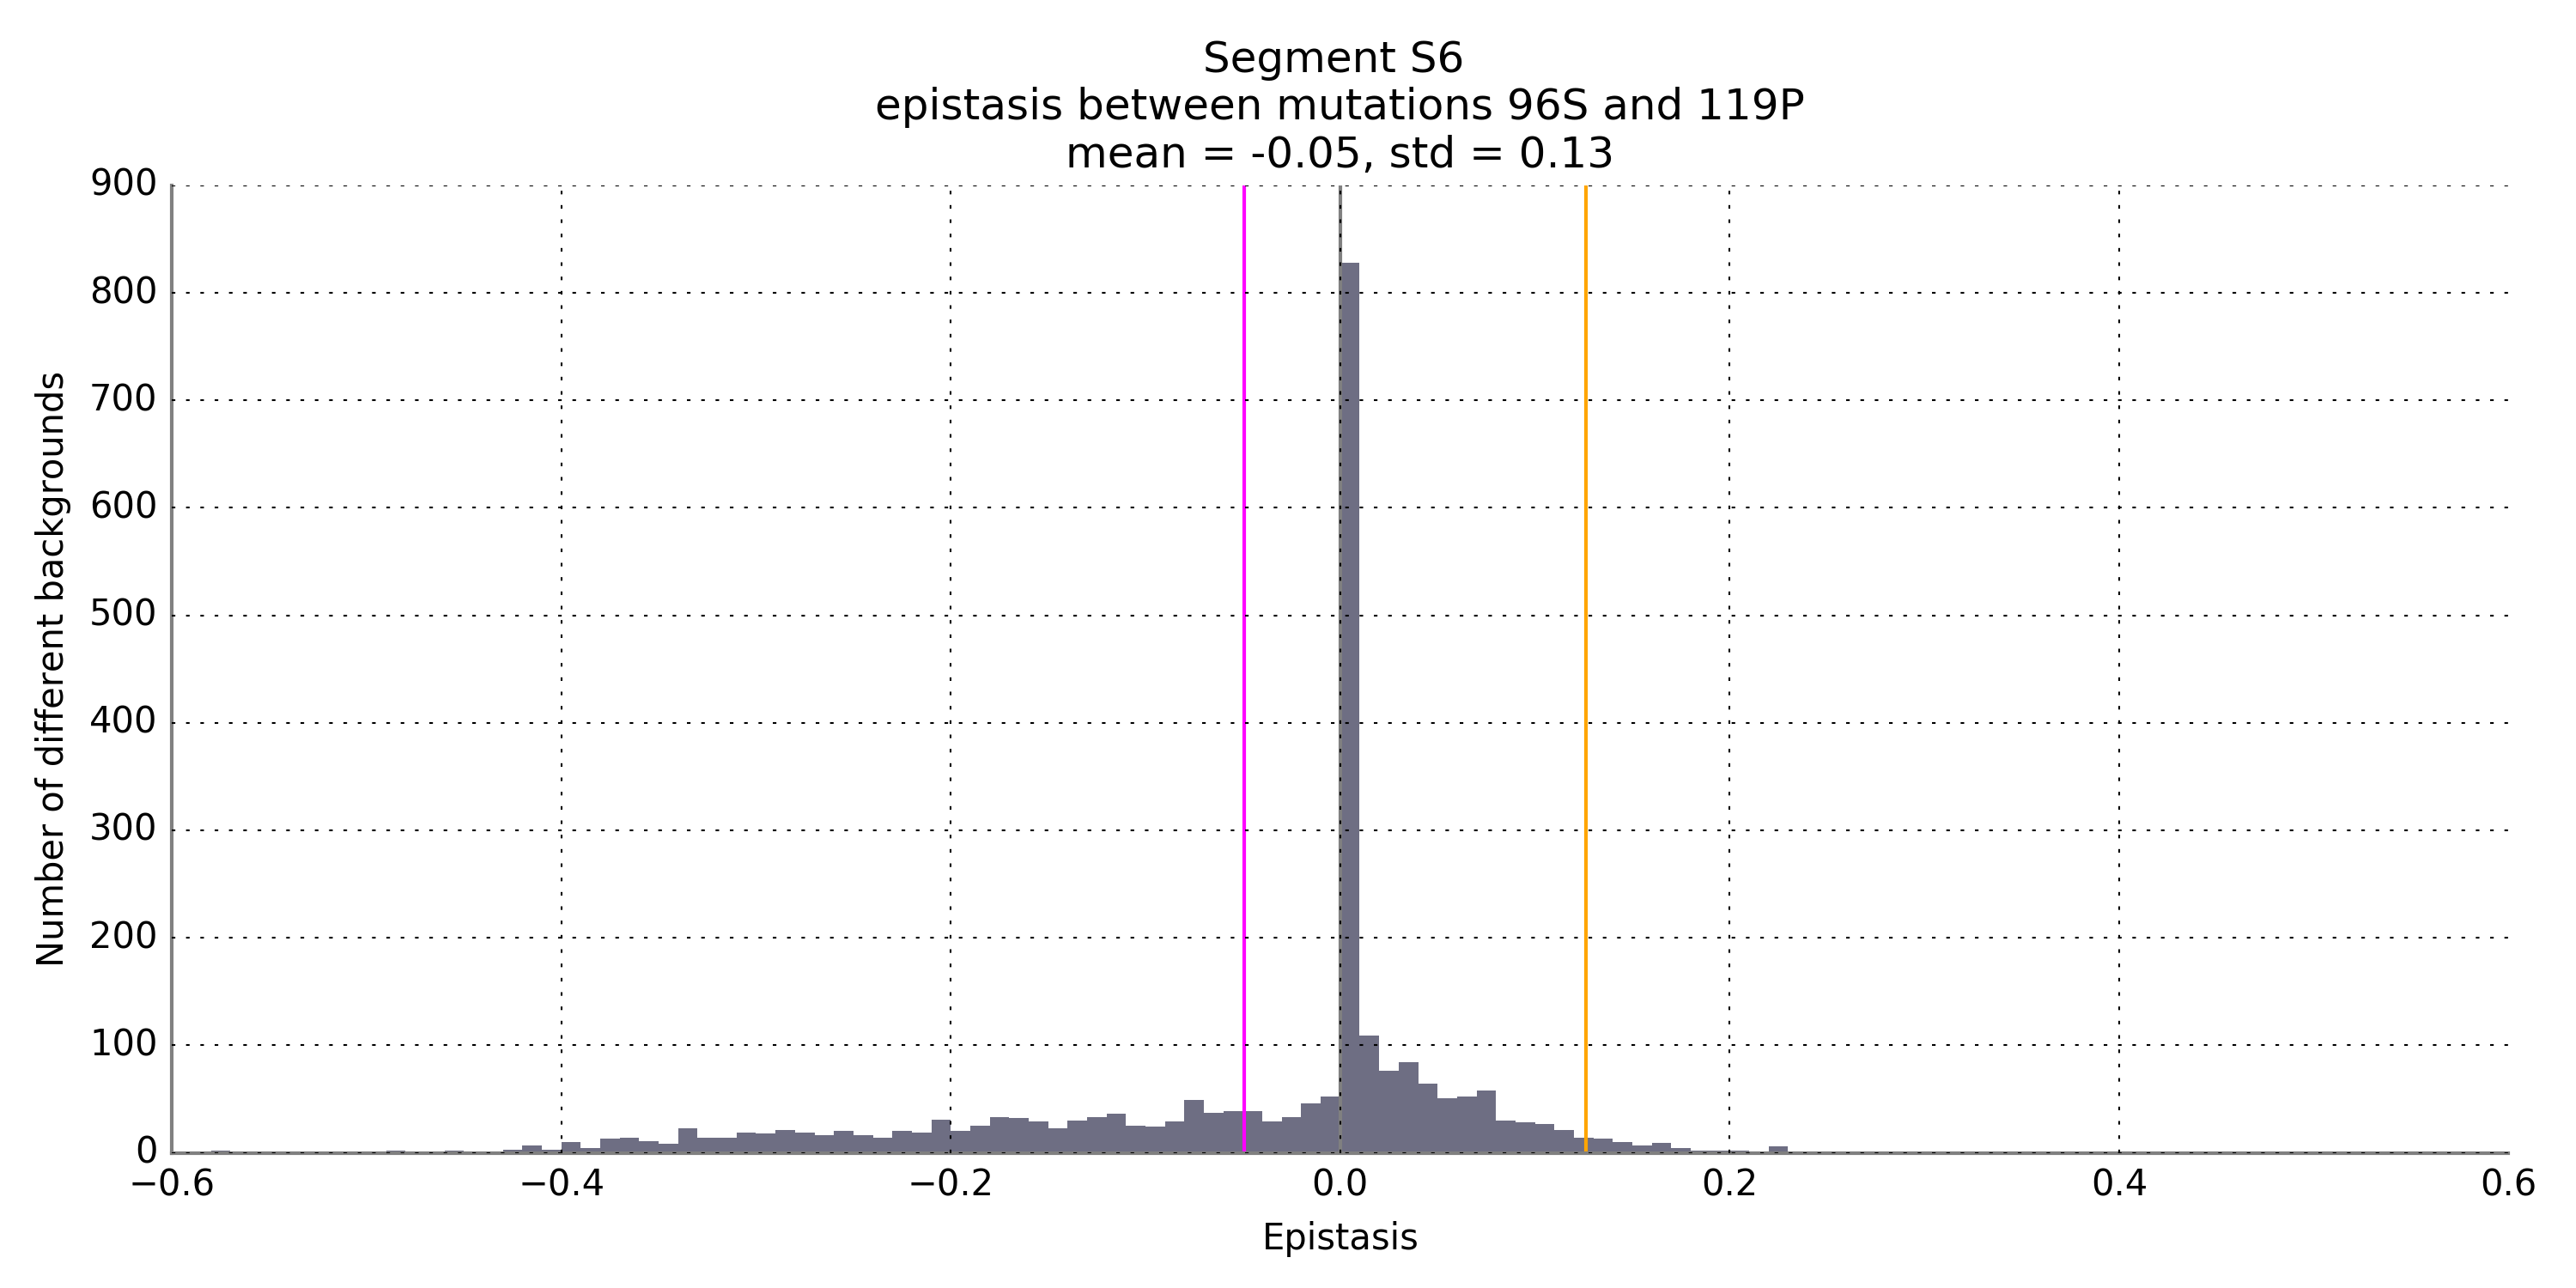 Segment S6
epistasis between mutations 96S and 119P
mean = -0.05, std = 0.13
900
800
700
600
500
400
300
200
100
0
Number of different backgrounds
−0.6 −0.4 −0.2 0.0 0.2 0.4 0.6
Epistasis